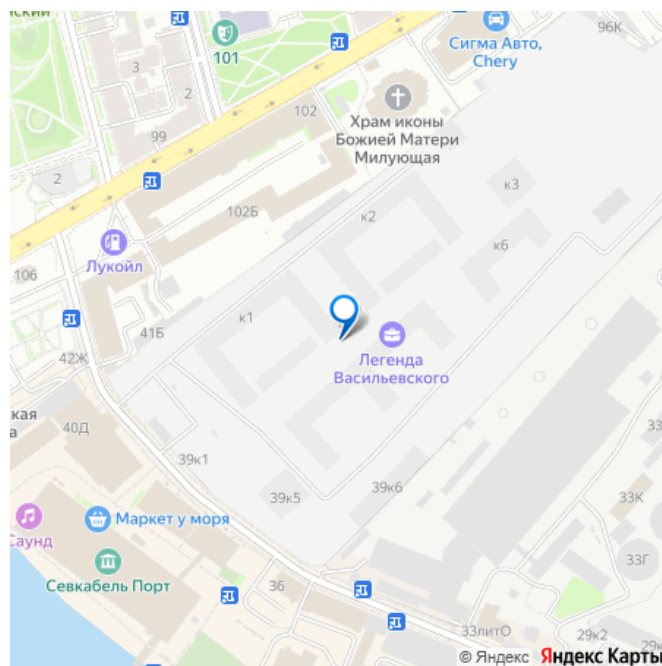 ский
101
Сигма Авто,
Chery
96К
3
2
99
102
Храм иконы
Божией Матери
Милующая
2
102Б
к2
к3
к6
Лукойл
106
41Б
к1
42Ж
Легенда
Васильевского
кая
а
40Д
39к1
39к5
39к6
33
33К
33Г
Саунд
Маркет у моря
Севкабель Порт
36
33литО
29к2
© Яндекс
Яндекс Карты